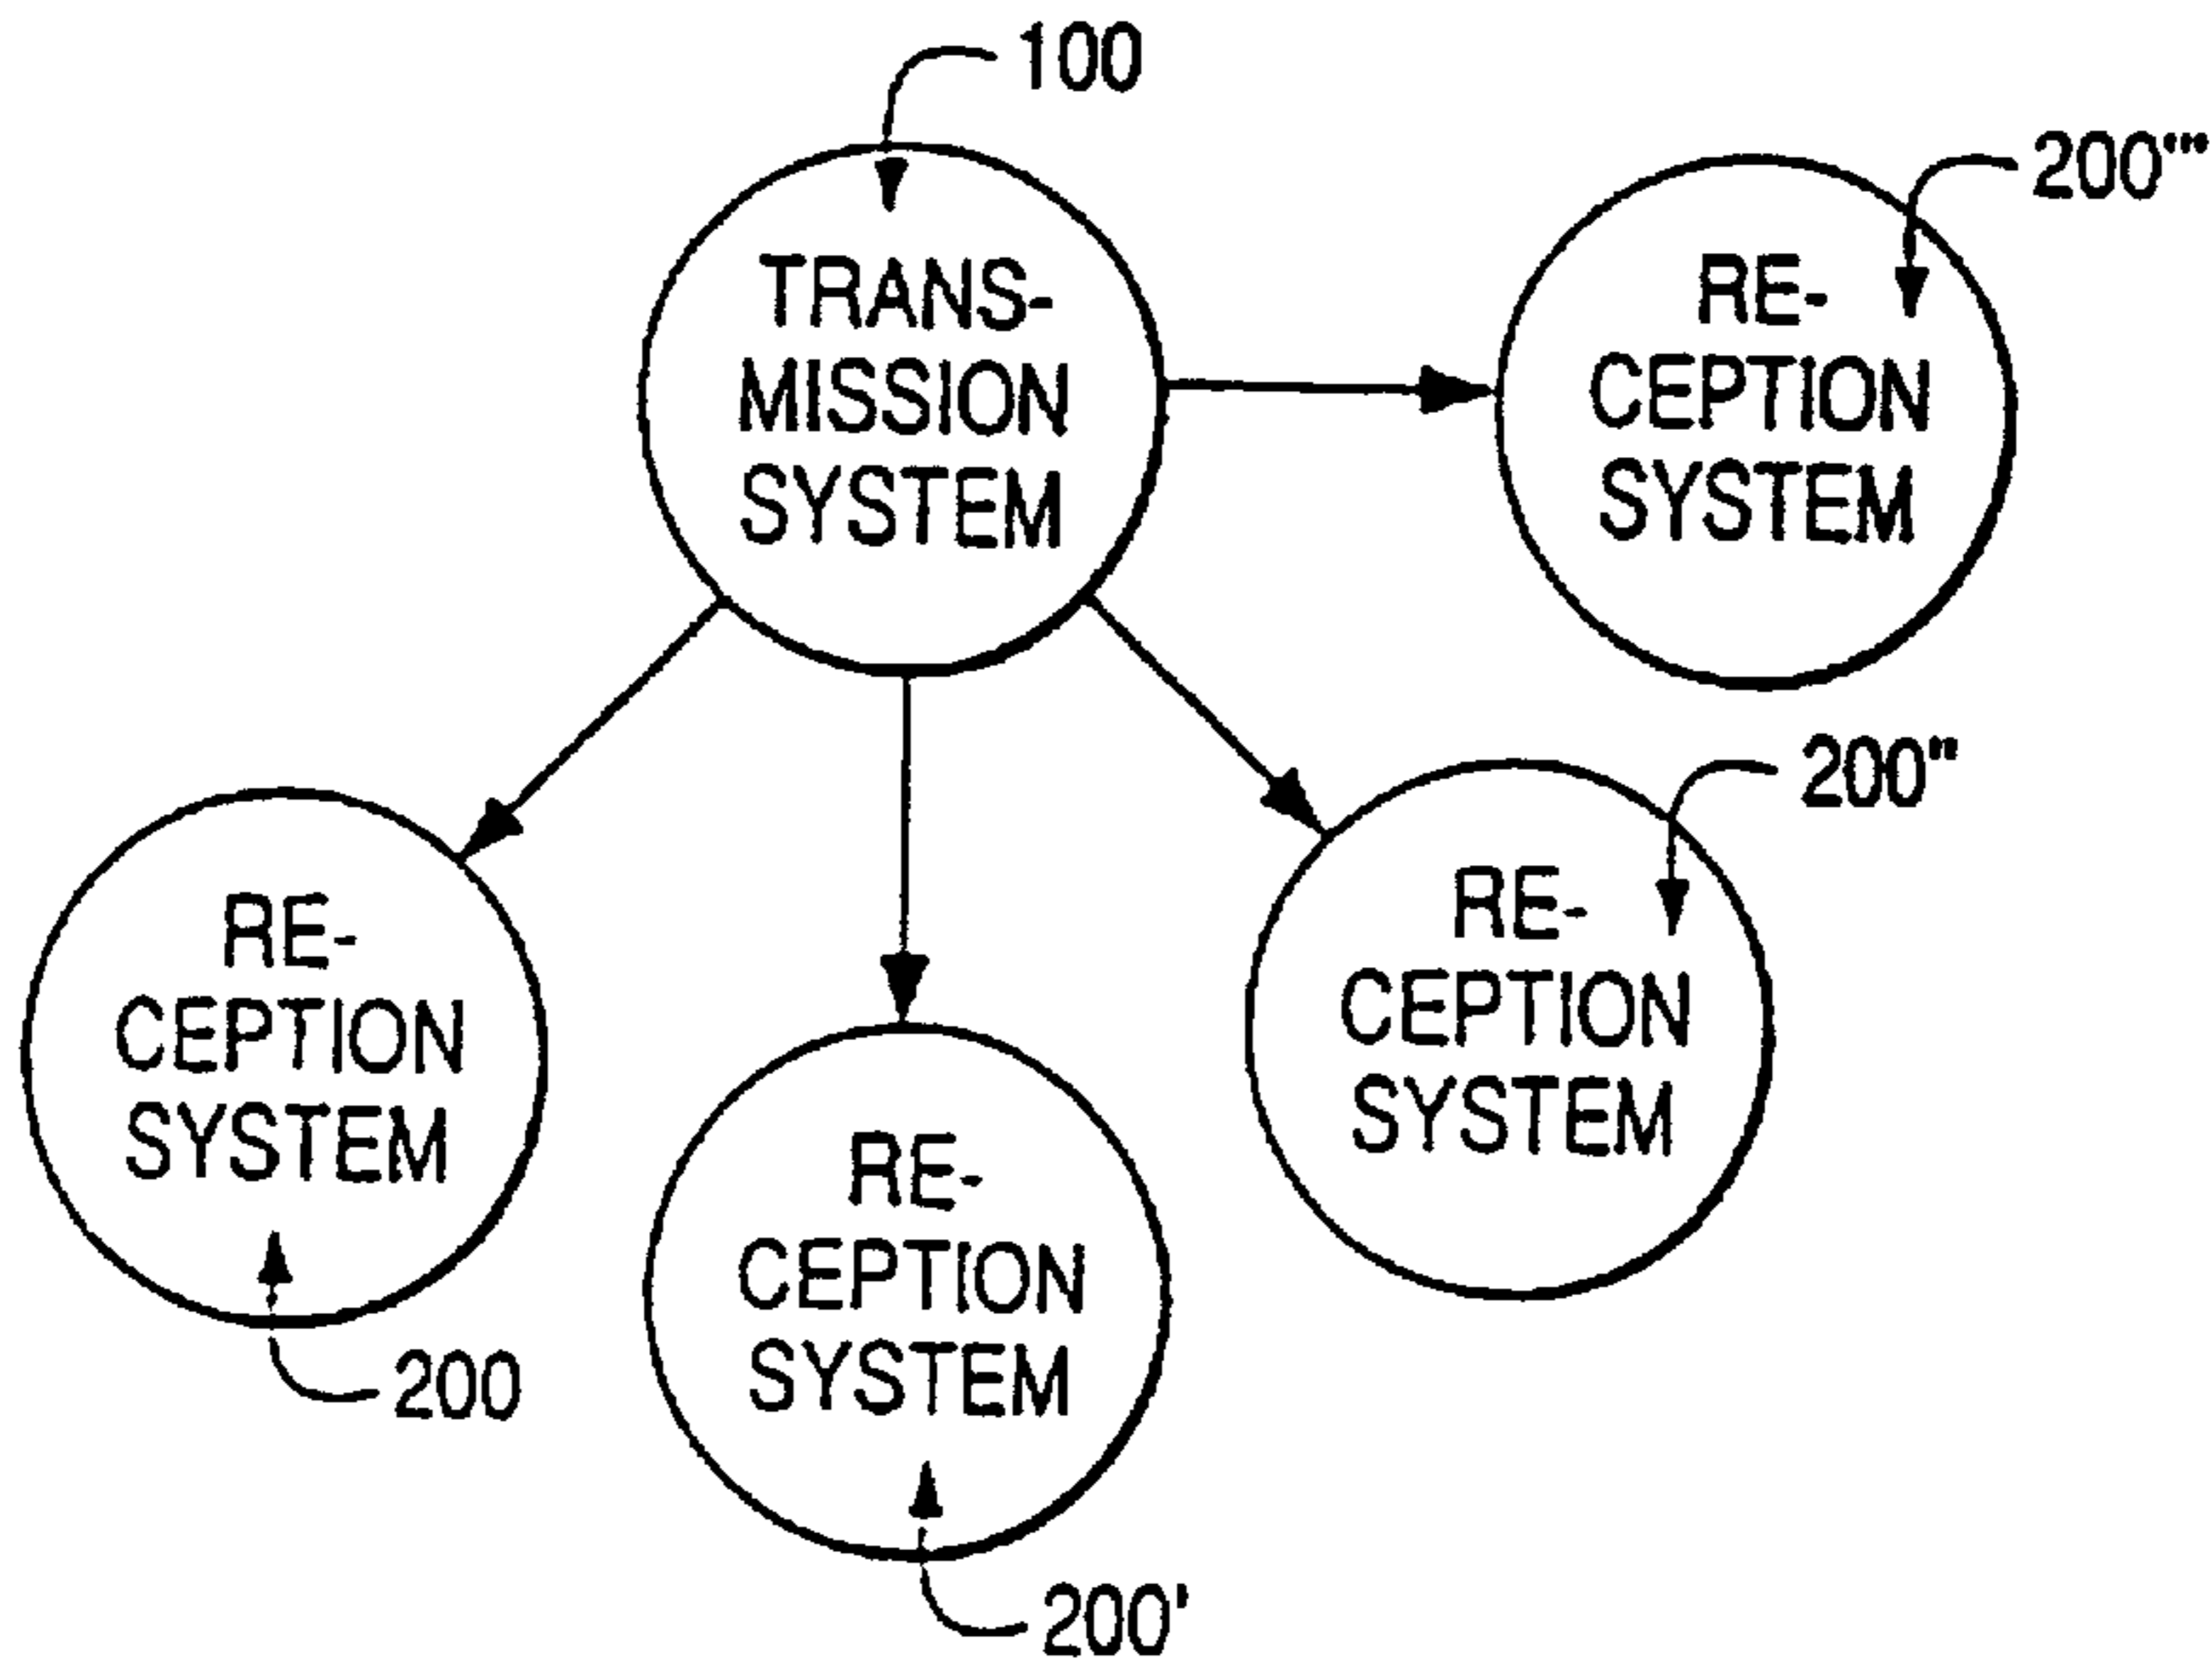 100
TRANS-
MISSION
SYSTEM
200'''
RE-
CEPTION
SYSTEM
200''
RE-
CEPTION
SYSTEM
RE-
CEPTION
SYSTEM
200
RE-
CEPTION
SYSTEM
200'